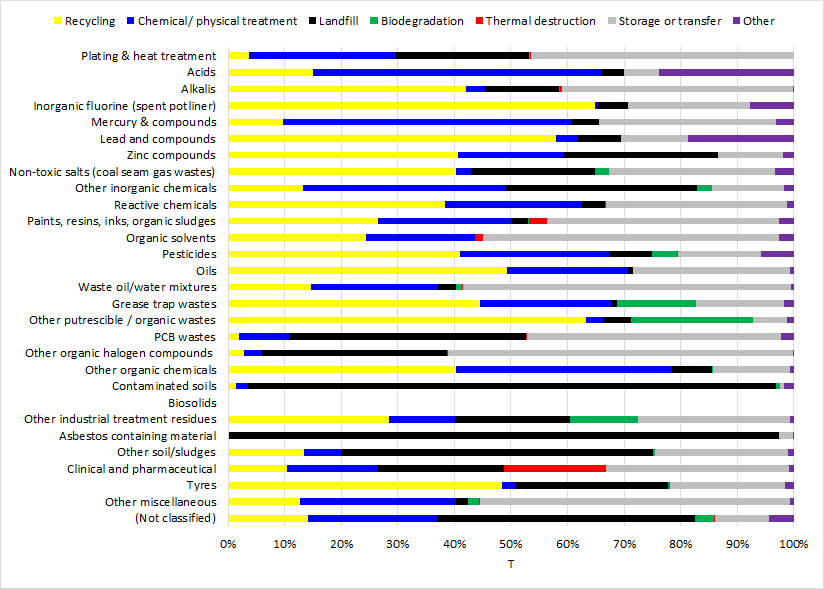 Recycling Chemical/ physical treatment Landfill Biodegradation Thermal destruction Storage or transfer Other
Plating & heat treatment
Acids
Alkalis
Inorganic fluorine (spent potliner)
Mercury & compounds
Lead and compounds
Zinc compounds
Non-toxic salts (coal seam gas wastes)
Other inorganic chemicals
Reactive chemicals
Paints, resins, inks, organic sludges
Organic solvents
Pesticides
Oils
Waste oil/water mixtures
Grease trap wastes
Other putrescible / organic wastes
PCB wastes
Other organic halogen compounds
Other organic chemicals
Contaminated soils
Biosolids
Other industrial treatment residues
Asbestos containing material
Other soil/sludges
Clinical and pharmaceutical
Tyres
Other miscellaneous
(Not classified)
0% 10% 20% 30% 40% 50% 60% 70% 80% 90% 100%
T